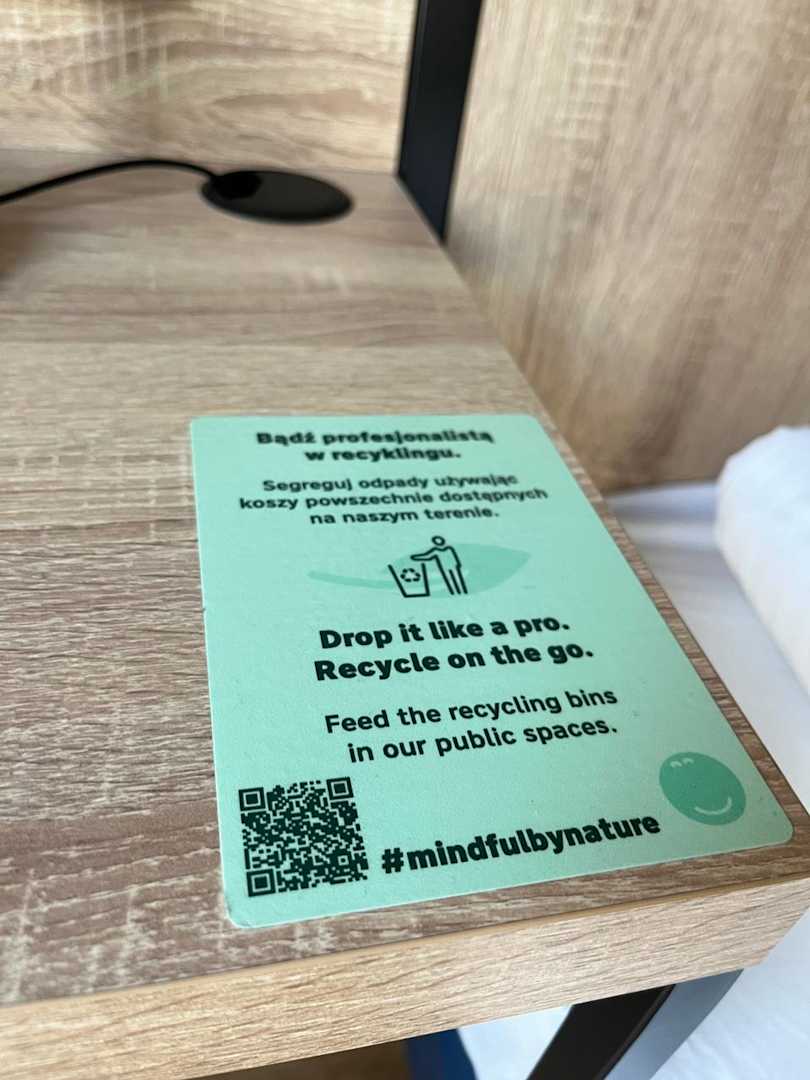 Bądź profesjonalistą
w recyklingu.
Segreguj odpady używając
koszy powszechnie dostępnych
na naszym terenie.
Drop it like a pro.
Recycle on the go.
Feed the recycling bins
in our public spaces.
#mindfulbynature